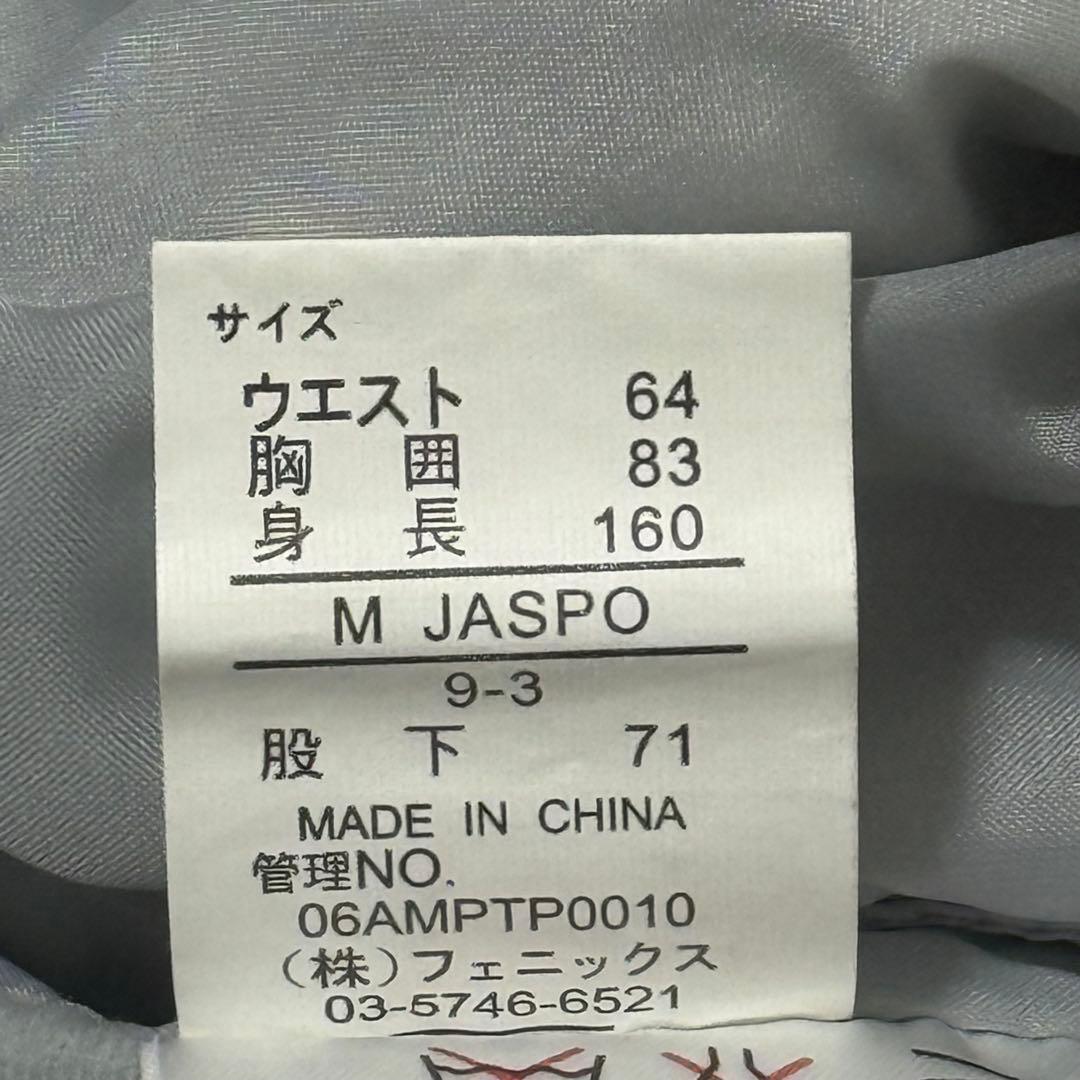 サイズ
ウエスト 64
胸囲 83
身長 160
M JASPO
9-3
股下 71
MADE IN CHINA
管理NO.
06AMPTP0010
(株)フェニックス
03-5746-6521